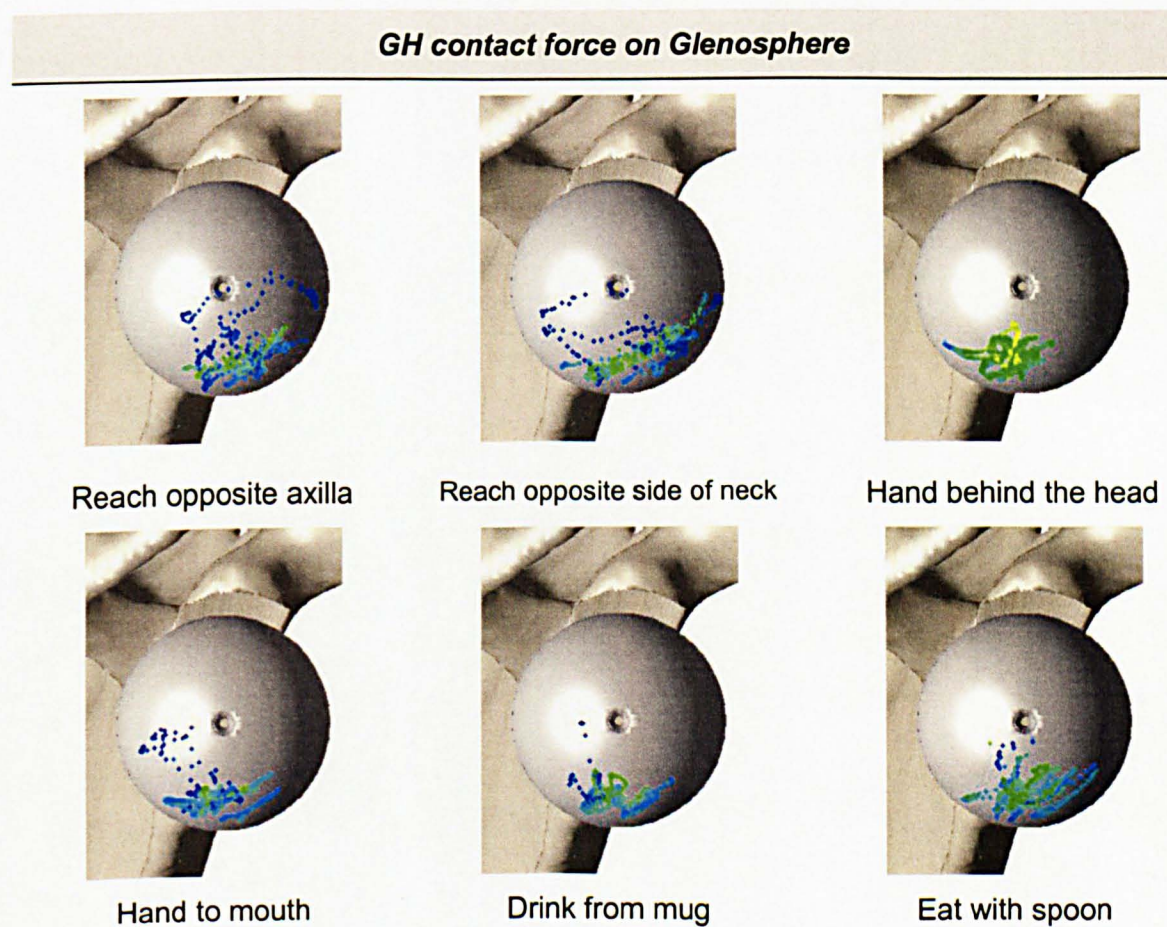 GH contact force on Glenosphere
Reach opposite axilla
Reach opposite side of neck
Hand behind the head
Hand to mouth
Drink from mug
Eat with spoon